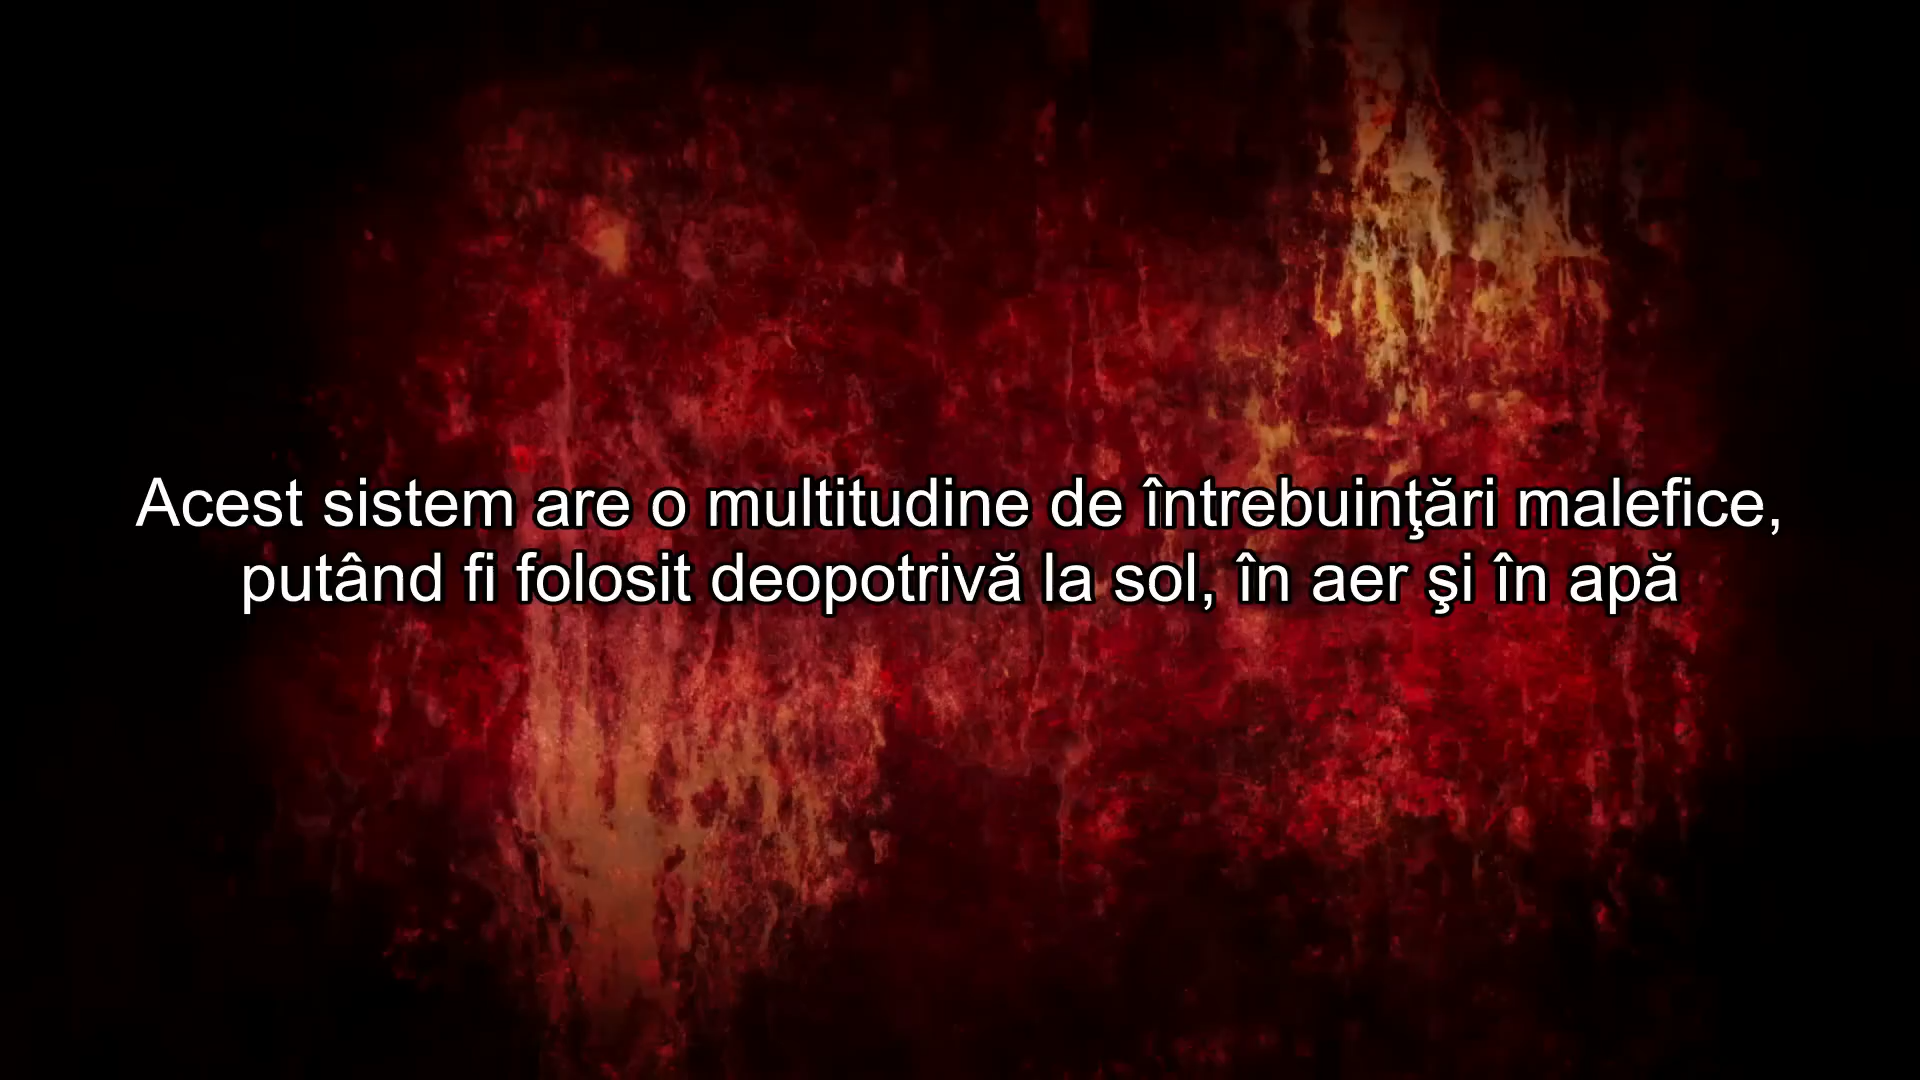 Acest sistem are o multitudine de întrebuinţări malefice,
putând fi folosit deopotrivă la sol, în aer şi în apă